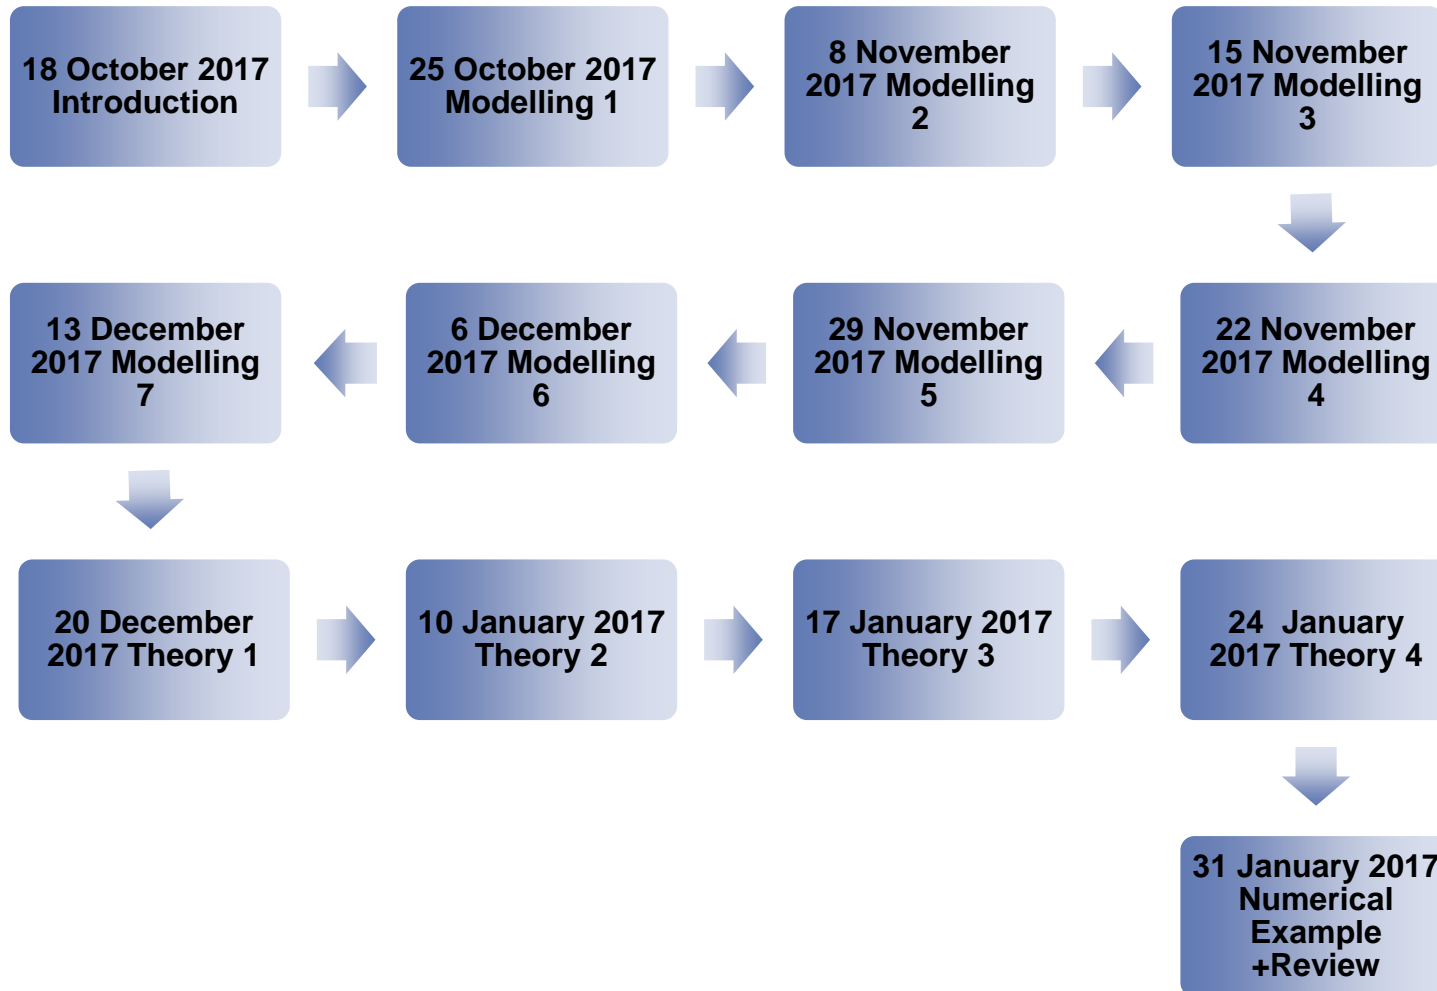 18 October 2017
Introduction
25 October 2017
Modelling 1
8 November
2017 Modelling
2
15 November
2017 Modelling
3
22 November
2017 Modelling
4
29 November
2017 Modelling
5
6 December
2017 Modelling
6
13 December
2017 Modelling
7
20 December
2017 Theory 1
10 January 2017
Theory 2
17 January 2017
Theory 3
24  January
2017 Theory 4
31 January 2017
Numerical
Example
+Review